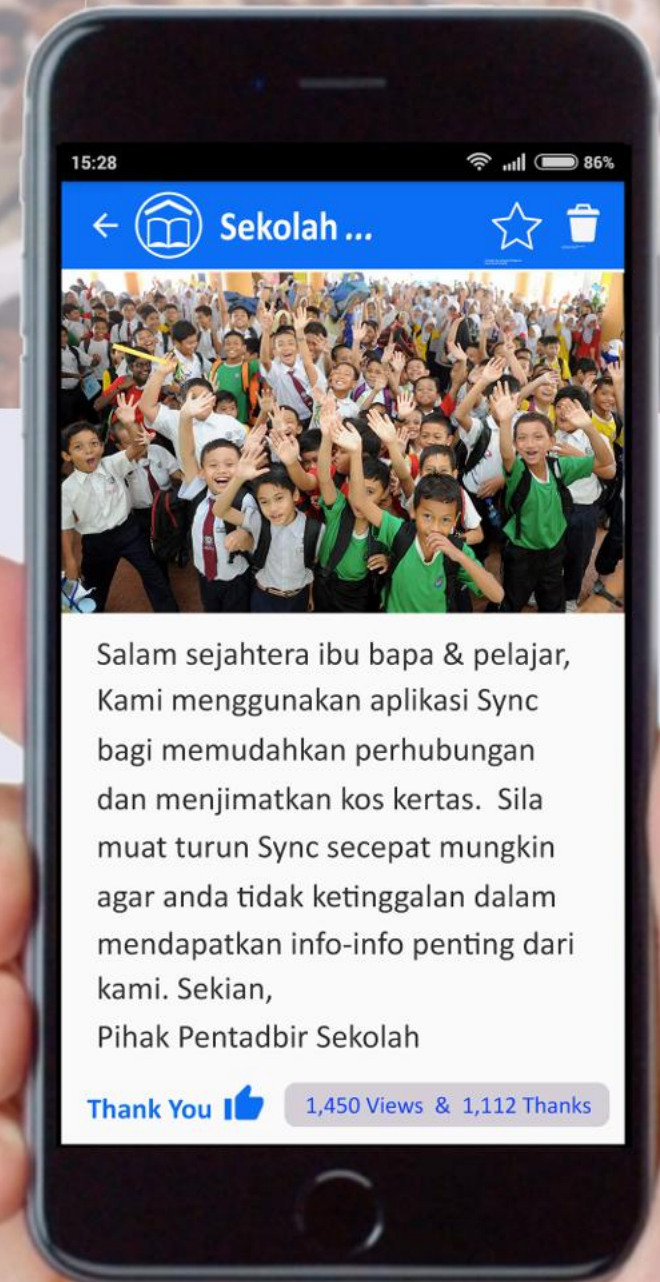 15:28
86%
Sekolah ...
Salam sejahtera ibu bapa & pelajar,
Kami menggunakan aplikasi Sync
bagi memudahkan perhubungan
dan menjimatkan kos kertas. Sila
muat turun Sync secepat mungkin
agar anda tidak ketinggalan dalam
mendapatkan info-info penting dari
kami. Sekian,
Pihak Pentadbir Sekolah
Thank You
1,450 Views & 1,112 Thanks